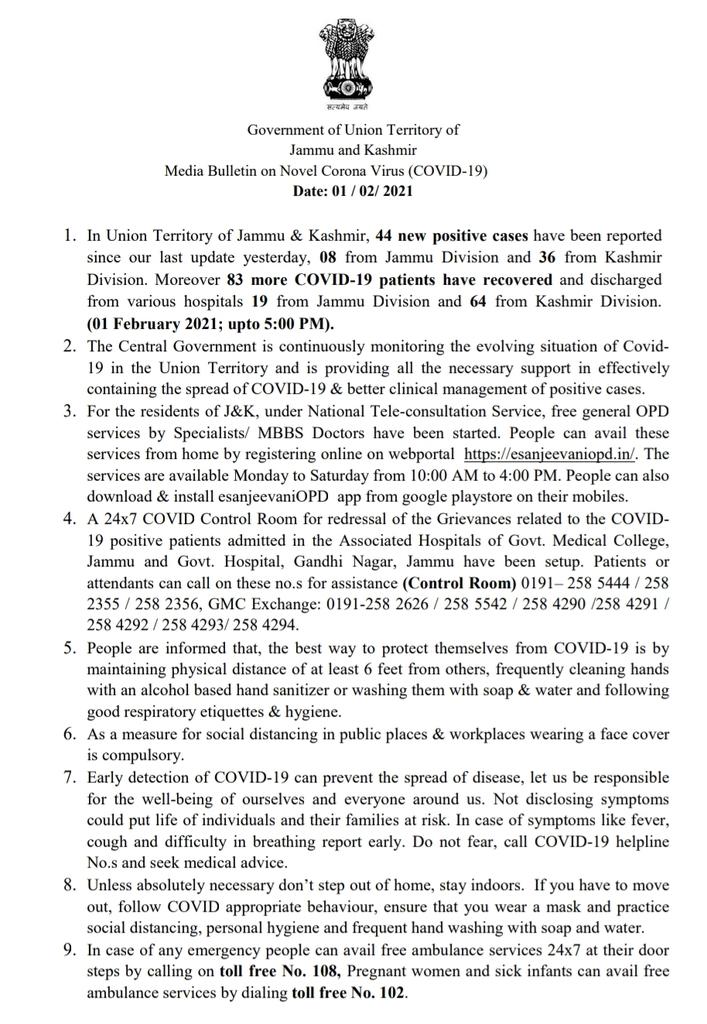 सत्यमेव जयते
Government of Union Territory of
Jammu and Kashmir
Media Bulletin on Novel Corona Virus (COVID-19)
Date: 01 / 02/ 2021
1. In Union Territory of Jammu & Kashmir, 44 new positive cases have been reported
since our last update yesterday, 08 from Jammu Division and 36 from Kashmir
Division. Moreover 83 more COVID-19 patients have recovered and discharged
from various hospitals 19 from Jammu Division and 64 from Kashmir Division.
(01 February 2021; upto 5:00 PM).
2. The Central Government is continuously monitoring the evolving situation of Covid-
19 in the Union Territory and is providing all the necessary support in effectively
containing the spread of COVID-19 & better clinical management of positive cases.
3. For the residents of J&K, under National Tele-consultation Service, free general OPD
services by Specialists/ MBBS Doctors have been started. People can avail these
services from home by registering online on webportal https://esanjeevaniopd.in/. The
services are available Monday to Saturday from 10:00 AM to 4:00 PM. People can also
download & install esanjeevaniOPD app from google playstore on their mobiles.
4. A 24x7 COVID Control Room for redressal of the Grievances related to the COVID-
19 positive patients admitted in the Associated Hospitals of Govt. Medical College,
Jammu and Govt. Hospital, Gandhi Nagar, Jammu have been setup. Patients or
attendants can call on these no.s for assistance (Control Room) 0191– 258 5444 / 258
2355 / 258 2356, GMC Exchange: 0191-258 2626 / 258 5542 / 258 4290 /258 4291 /
258 4292 / 258 4293/ 258 4294.
5. People are informed that, the best way to protect themselves from COVID-19 is by
maintaining physical distance of at least 6 feet from others, frequently cleaning hands
with an alcohol based hand sanitizer or washing them with soap & water and following
good respiratory etiquettes & hygiene.
6. As a measure for social distancing in public places & workplaces wearing a face cover
is compulsory.
7. Early detection of COVID-19 can prevent the spread of disease, let us be responsible
for the well-being of ourselves and everyone around us. Not disclosing symptoms
could put life of individuals and their families at risk. In case of symptoms like fever,
cough and difficulty in breathing report early. Do not fear, call COVID-19 helpline
No.s and seek medical advice.
8. Unless absolutely necessary don’t step out of home, stay indoors. If you have to move
out, follow COVID appropriate behaviour, ensure that you wear a mask and practice
social distancing, personal hygiene and frequent hand washing with soap and water.
9. In case of any emergency people can avail free ambulance services 24x7 at their door
steps by calling on toll free No. 108, Pregnant women and sick infants can avail free
ambulance services by dialing toll free No. 102.